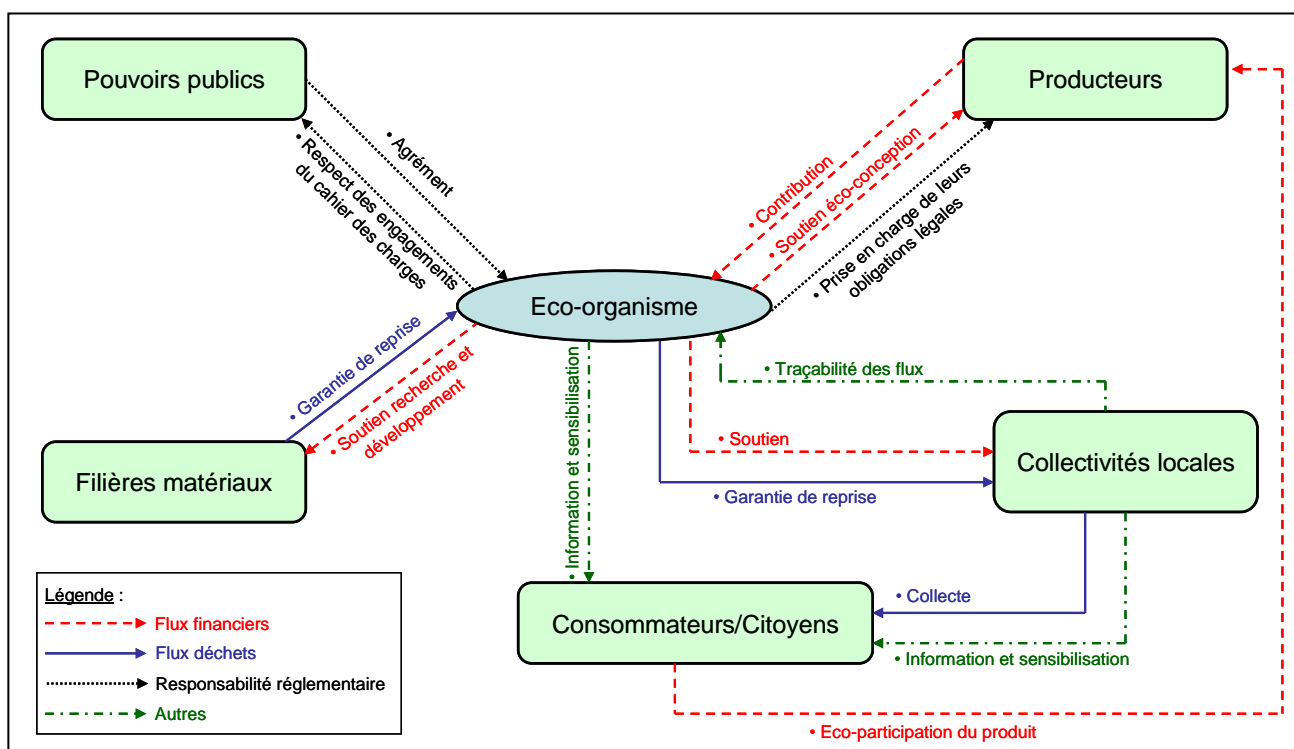 Pouvoirs publics
Producteurs
• Agrément
• Respect des engagements
du cahier des charges
• Contribution
• Soutien éco-conception
• Prise en charge de leurs
obligations légales
Eco-organisme
• Garantie de reprise
• Soutien recherche et
développement
• Information et sensibilisation
• Traçabilité des flux
• Soutien
• Garantie de reprise
Filières matériaux
Collectivités locales
• Collecte
Consommateurs/Citoyens
• Information et sensibilisation
• Eco-participation du produit
Légende :
Flux financiers
Flux déchets
Responsabilité réglementaire
Autres